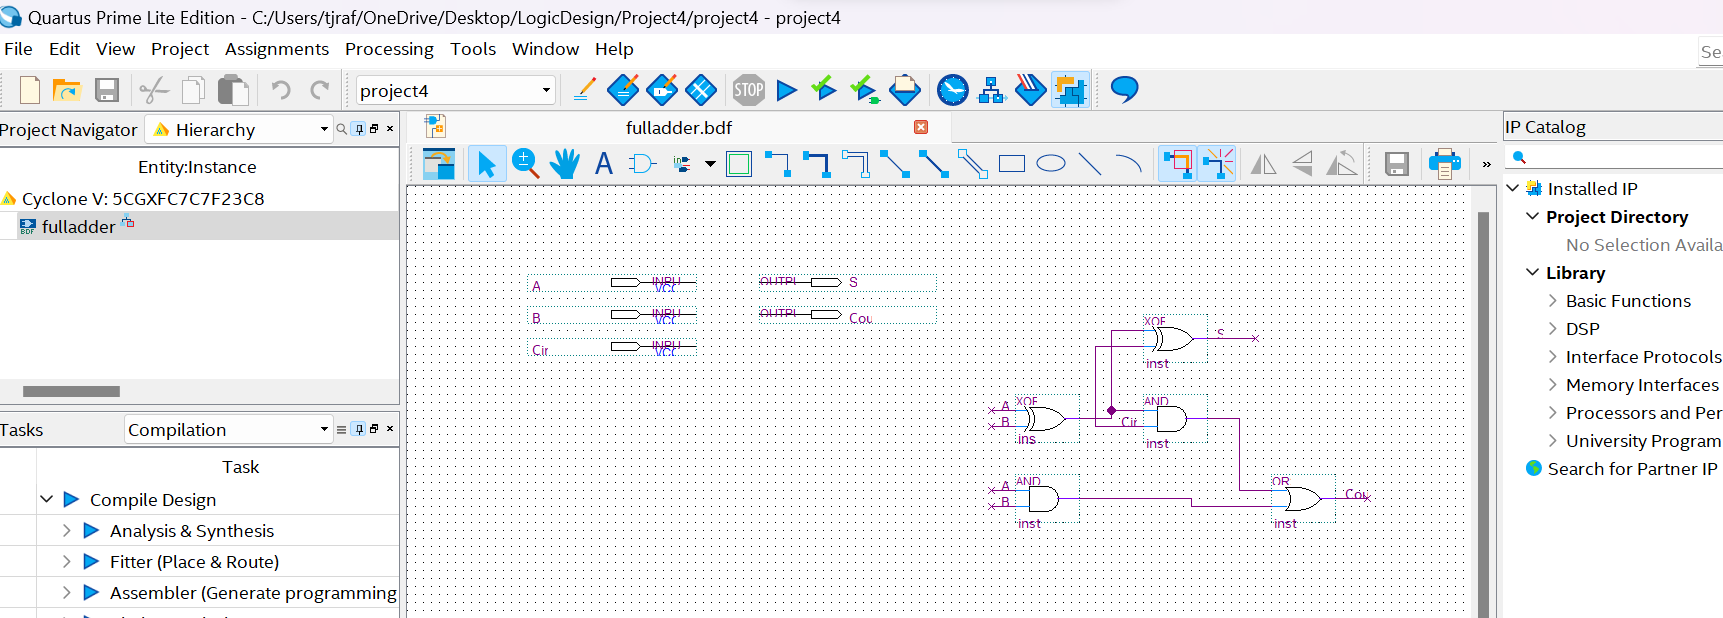 Quartus Prime Lite Edition - C:/Users/tjraf/OneDrive/Desktop/LogicDesign/Project4/project4 - project4
File Edit View Project Assignments Processing Tools Window Help
Se
project4
STOP
Project Navigator
Hierarchy
Entity:Instance
Cyclone V: 5CGXFC7C7F23C8
BDF
fulladder
Tasks
Compilation
Task
Compile Design
Analysis & Synthesis
Fitter (Place & Route)
Assembler (Generate programming
fulladder.bdf
A
»
A INPU VCC
B INPU VCC
Cir INPU VCC
OUTPU S
OUTPU Cou
XOF
S
inst
XOF
A
B
ins
AND
Cir
inst
AND
A
B
inst
OR
Cou
inst
IP Catalog
Installed IP
Project Directory
No Selection Availa
Library
Basic Functions
DSP
Interface Protocols
Memory Interfaces
Processors and Per
University Program
Search for Partner IP